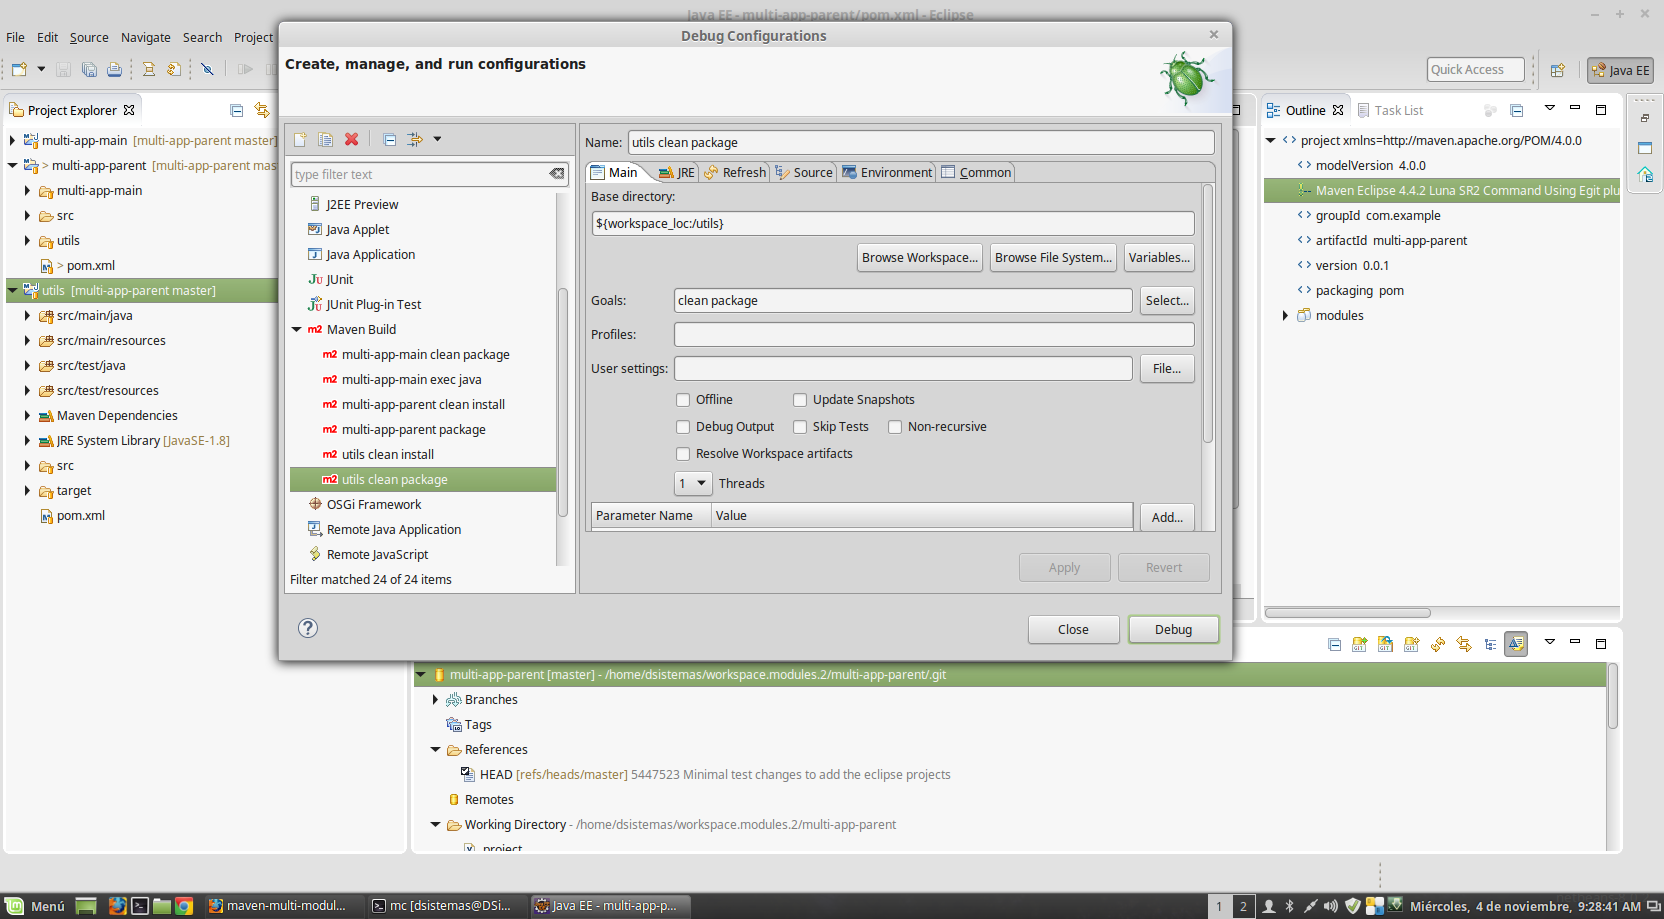 Java EE - multi-app-parent/pom.xml - Eclipse
File Edit Source Navigate Search Project
Quick Access
Java EE
Project Explorer
multi-app-main [multi-app-parent master]
> multi-app-parent [multi-app-parent mas
multi-app-main
src
utils
> pom.xml
utils [multi-app-parent master]
src/main/java
src/main/resources
src/test/java
src/test/resources
Maven Dependencies
JRE System Library [JavaSE-1.8]
src
target
pom.xml
Debug Configurations
Create, manage, and run configurations
type filter text
J2EE Preview
Java Applet
Java Application
Ju JUnit
JUnit Plug-in Test
m2 Maven Build
m2 multi-app-main clean package
m2 multi-app-main exec java
m2 multi-app-parent clean install
m2 multi-app-parent package
m2 utils clean install
m2 utils clean package
OSGi Framework
Remote Java Application
Remote JavaScript
Filter matched 24 of 24 items
Name: utils clean package
Main JRE Refresh Source Environment Common
Base directory:
${workspace_loc:/utils}
Browse Workspace... Browse File System... Variables...
Goals: clean package Select...
Profiles:
User settings: File...
Offline Update Snapshots
Debug Output Skip Tests Non-recursive
Resolve Workspace artifacts
1 Threads
Parameter Name Value Add...
Apply Revert
? Close Debug
Outline Task List
project xmlns=http://maven.apache.org/POM/4.0.0
modelVersion 4.0.0
Maven Eclipse 4.4.2 Luna SR2 Command Using Egit plu
groupId com.example
artifactId multi-app-parent
version 0.0.1
packaging pom
modules
multi-app-parent [master] - /home/dsistemas/workspace.modules.2/multi-app-parent/.git
Branches
Tags
References
HEAD [refs/heads/master] 5447523 Minimal test changes to add the eclipse projects
Remotes
Working Directory - /home/dsistemas/workspace.modules.2/multi-app-parent
.project
Menú maven-multi-modul... mc [dsistemas@DSi... Java EE - multi-app-p... 1 2 Miércoles, 4 de noviembre, 9:28:41 AM